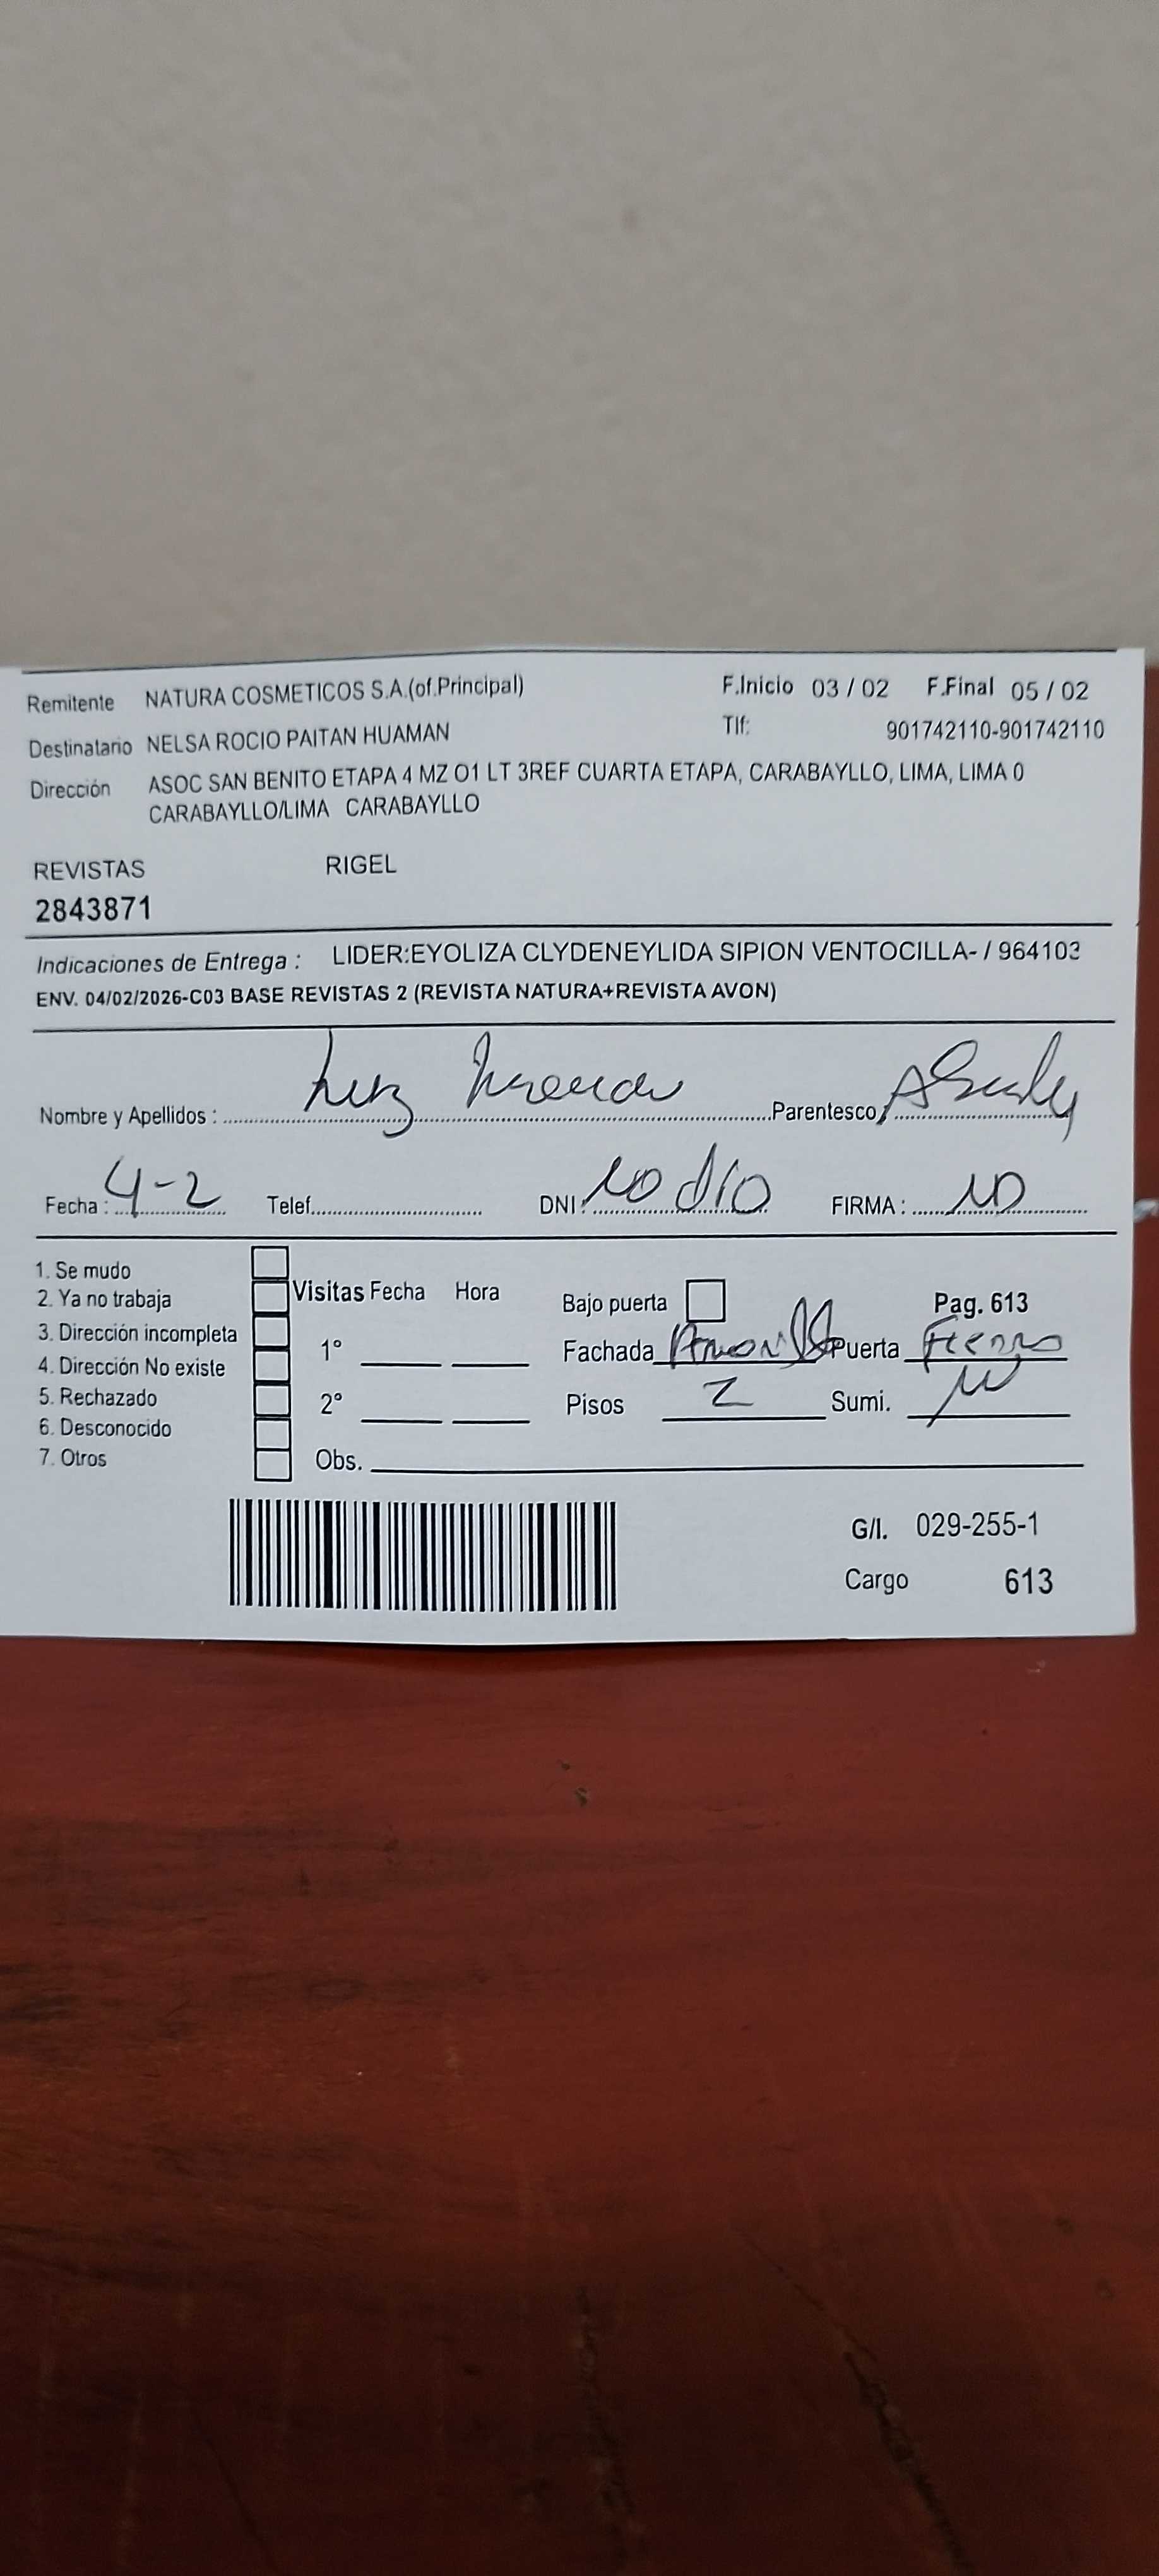 Remitente NATURA COSMETICOS S.A.(of.Principal) F.Inicio 03 / 02 F.Final 05 / 02
Destinatario NELSA ROCIO PAITAN HUAMAN Tlf: 901742110-901742110
Dirección ASOC SAN BENITO ETAPA 4 MZ O1 LT 3REF CUARTA ETAPA, CARABAYLLO, LIMA, LIMA 0
CARABAYLLO/LIMA CARABAYLLO
REVISTAS RIGEL
2843871
Indicaciones de Entrega : LIDER:EYOLIZA CLYDENEYLIDA SIPION VENTOCILLA- / 964103
ENV. 04/02/2026-C03 BASE REVISTAS 2 (REVISTA NATURA+REVISTA AVON)
Nombre y Apellidos : Luz Parentesco
Fecha : 4-2 Telef. DNI : NO dio FIRMA : NO
1. Se mudo
2. Ya no trabaja Visitas Fecha Hora Bajo puerta Pag. 613
3. Dirección incompleta 1° Fachada Puerta Fierro
4. Dirección No existe
5. Rechazado 2° Pisos 2 Sumi.
6. Desconocido
7. Otros Obs.
G/I. 029-255-1
Cargo 613